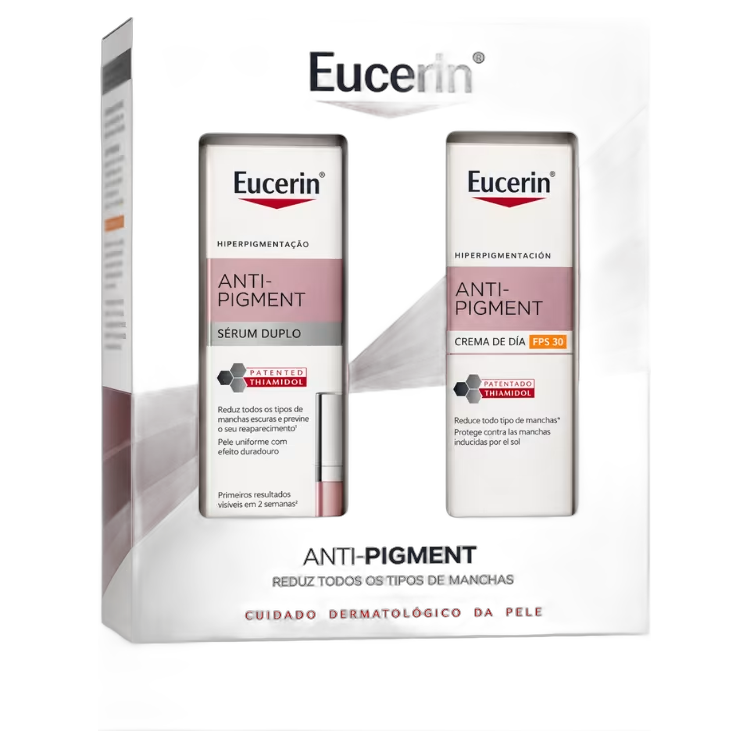 Eucerin®
Eucerin®
HIPERPIGMENTAÇÃO
ANTI-
PIGMENT
SÉRUM DUPLO
PATENTED
THIAMIDOL
Reduz todos os tipos de
manchas escuras e previne
o seu reaparecimento¹
Pele uniforme com
efeito duradouro
Primeiros resultados
visíveis em 2 semanas²
Eucerin®
HIPERPIGMENTACIÓN
ANTI-
PIGMENT
CREMA DE DÍA FPS 30
PATENTADO
THIAMIDOL
Reduce todo tipo de manchas*
Protege contra las manchas
inducidas por el sol
ANTI-PIGMENT
REDUZ TODOS OS TIPOS DE MANCHAS
CUIDADO DERMATOLÓGICO DA PELE